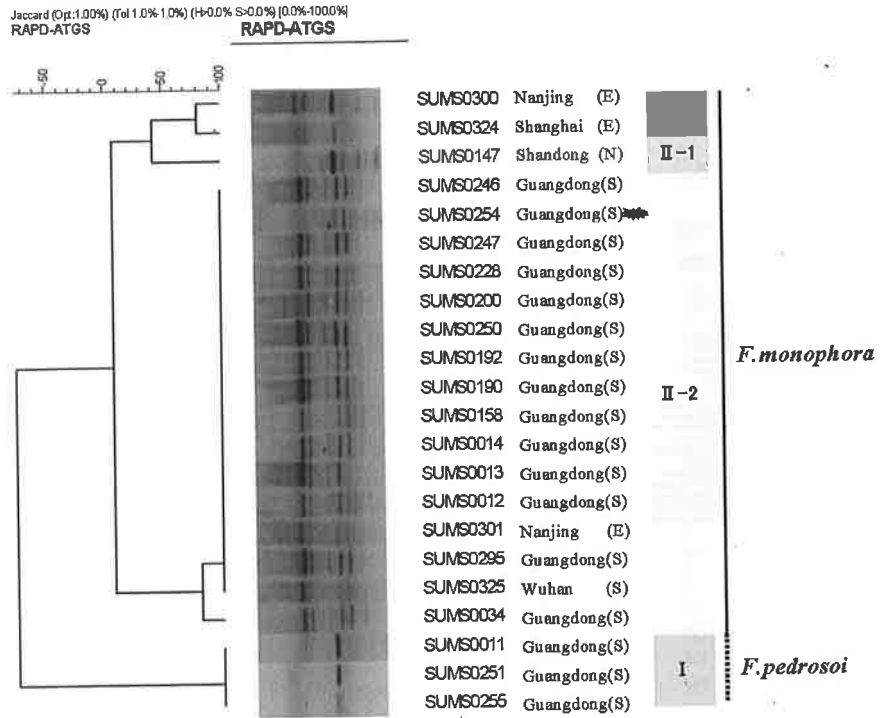 Jaccard (Opt:1.00%) (Tol 1.0%-1.0%) (H>0.0% S>0.0%) [0.0%-100.0%]
RAPD-ATGS RAPD-ATGS
-50 -0 -50 -100
SUMS0300 Nanjing (E)
SUMS0324 Shanghai (E)
SUMS0147 Shandong (N) II-1
SUMS0246 Guangdong(S)
SUMS0254 Guangdong(S)
SUMS0247 Guangdong(S)
SUMS0228 Guangdong(S)
SUMS0200 Guangdong(S)
SUMS0250 Guangdong(S)
SUMS0192 Guangdong(S) F.monophora
SUMS0190 Guangdong(S) II-2
SUMS0158 Guangdong(S)
SUMS0014 Guangdong(S)
SUMS0013 Guangdong(S)
SUMS0012 Guangdong(S)
SUMS0301 Nanjing (E)
SUMS0295 Guangdong(S)
SUMS0325 Wuhan (S)
SUMS0034 Guangdong(S)
SUMS0011 Guangdong(S)
SUMS0251 Guangdong(S) I F.pedrosoi
SUMS0255 Guangdong(S)